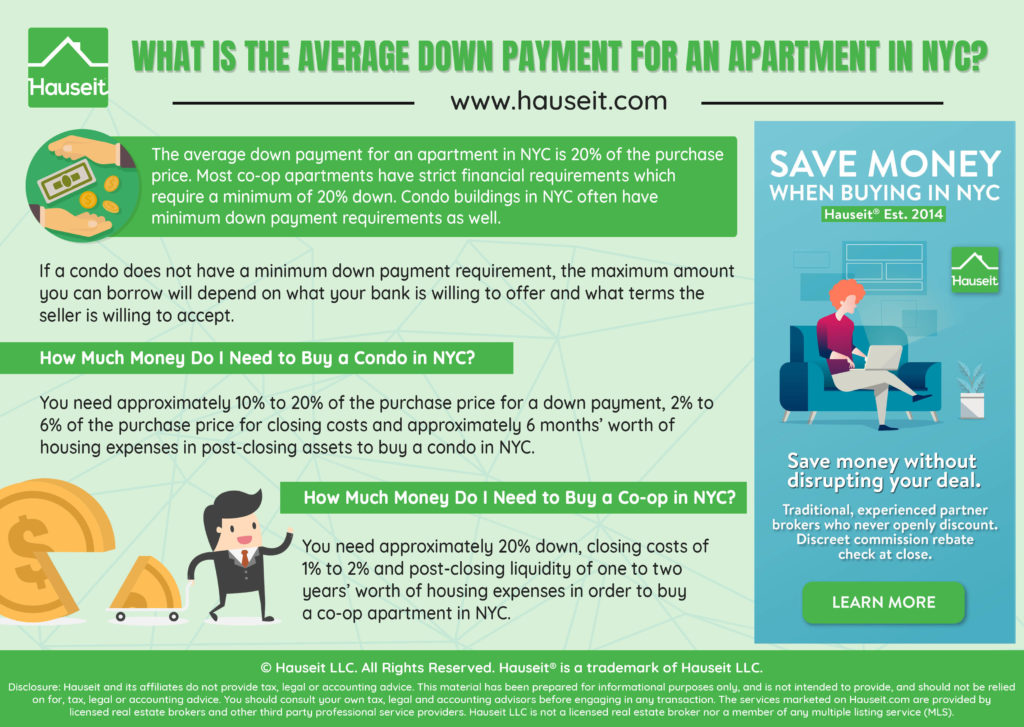 Hauseit
WHAT IS THE AVERAGE DOWN PAYMENT FOR AN APARTMENT IN NYC?
www.hauseit.com
The average down payment for an apartment in NYC is 20% of the purchase
price. Most co-op apartments have strict financial requirements which
require a minimum of 20% down. Condo buildings in NYC often have
minimum down payment requirements as well.
If a condo does not have a minimum down payment requirement, the maximum amount
you can borrow will depend on what your bank is willing to offer and what terms the
seller is willing to accept.
How Much Money Do I Need to Buy a Condo in NYC?
You need approximately 10% to 20% of the purchase price for a down payment, 2% to
6% of the purchase price for closing costs and approximately 6 months’ worth of
housing expenses in post-closing assets to buy a condo in NYC.
How Much Money Do I Need to Buy a Co-op in NYC?
You need approximately 20% down, closing costs of
1% to 2% and post-closing liquidity of one to two
years’ worth of housing expenses in order to buy
a co-op apartment in NYC.
SAVE MONEY
WHEN BUYING IN NYC
Hauseit® Est. 2014
Hauseit
Save money without
disrupting your deal.
Traditional, experienced partner
brokers who never openly discount.
Discreet commission rebate
check at close.
LEARN MORE
© Hauseit LLC. All Rights Reserved. Hauseit® is a trademark of Hauseit LLC.
Disclosure: Hauseit and its affiliates do not provide tax, legal or accounting advice. This material has been prepared for informational purposes only, and is not intended to provide, and should not be relied
on for, tax, legal or accounting advice. You should consult your own tax, legal and accounting advisors before engaging in any transaction. The services marketed on Hauseit.com are provided by
licensed real estate brokers and other third party professional service providers. Hauseit LLC is not a licensed real estate broker nor a member of any multiple listing service (MLS).